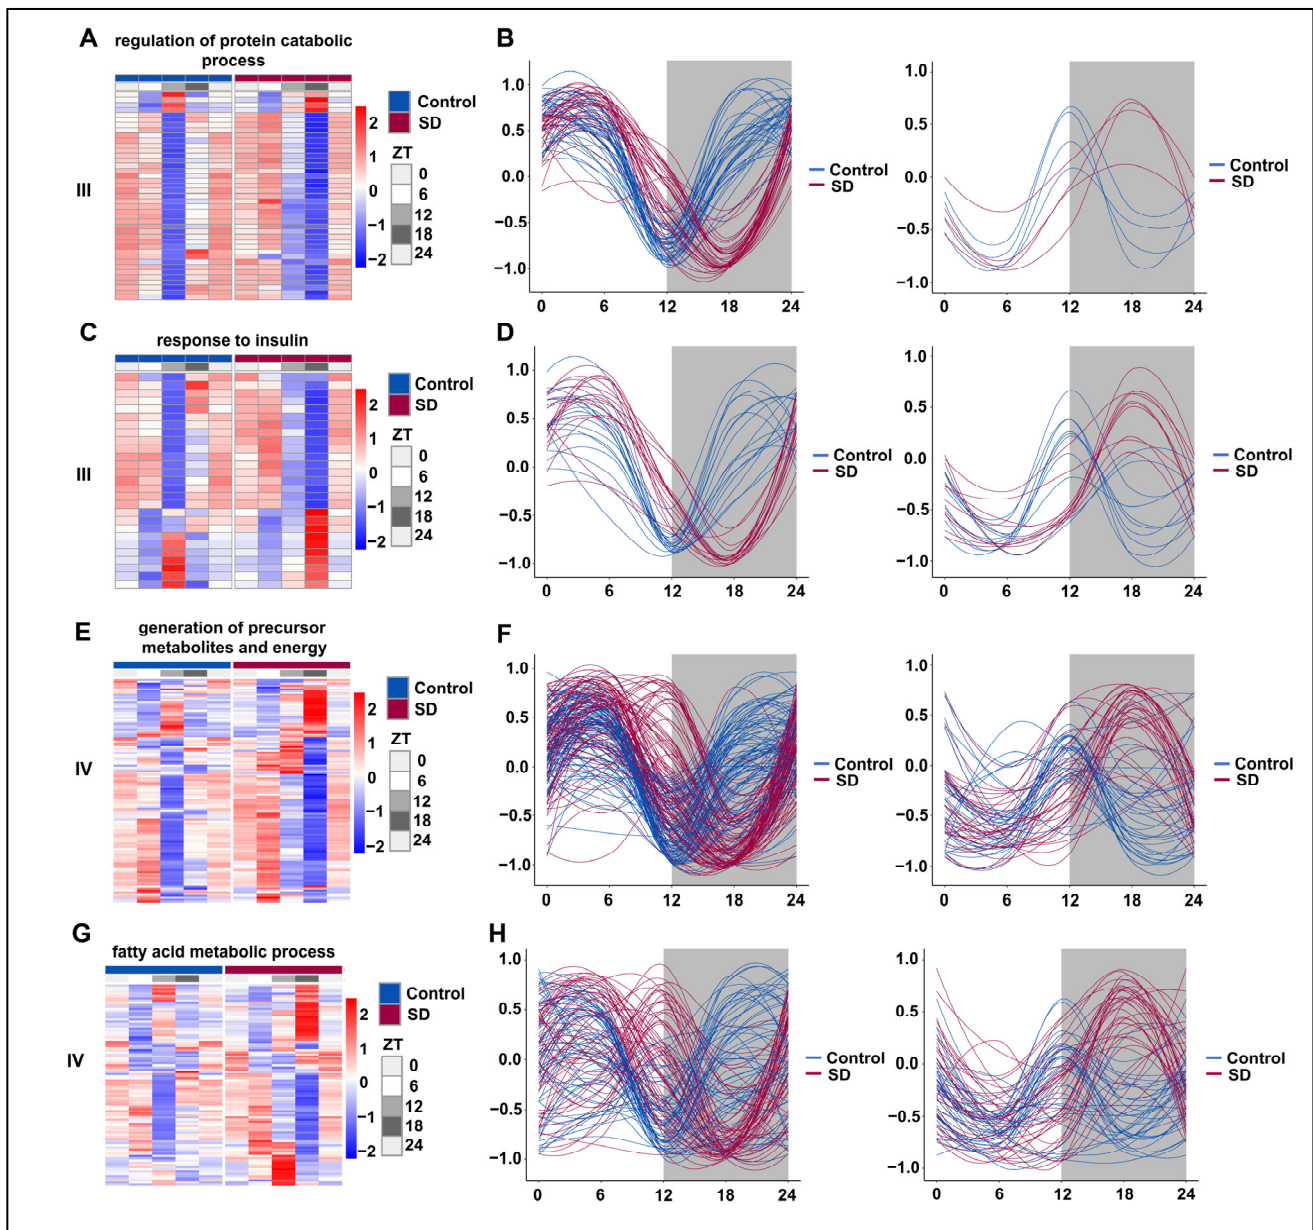 A
regulation of protein catabolic
process
Control
SD
2
1
0
−1
−2
ZT
0
6
12
18
24
III
B
1.0
0.5
0.0
−0.5
−1.0
0 6 12 18 24
Control
SD
1.0
0.5
0.0
−0.5
−1.0
0 6 12 18 24
Control
SD
C
response to insulin
Control
SD
2
1
0
−1
−2
ZT
0
6
12
18
24
III
D
1.0
0.5
0.0
−0.5
−1.0
0 6 12 18 24
Control
SD
1.0
0.5
0.0
−0.5
−1.0
0 6 12 18 24
Control
SD
E
generation of precursor
metabolites and energy
Control
SD
2
1
0
−1
−2
ZT
0
6
12
18
24
IV
F
1.0
0.5
0.0
−0.5
−1.0
0 6 12 18 24
Control
SD
1.0
0.5
0.0
−0.5
−1.0
0 6 12 18 24
Control
SD
G
fatty acid metabolic process
Control
SD
2
1
0
−1
−2
ZT
0
6
12
18
24
IV
H
1.0
0.5
0.0
−0.5
−1.0
0 6 12 18 24
Control
SD
1.0
0.5
0.0
−0.5
−1.0
0 6 12 18 24
Control
SD